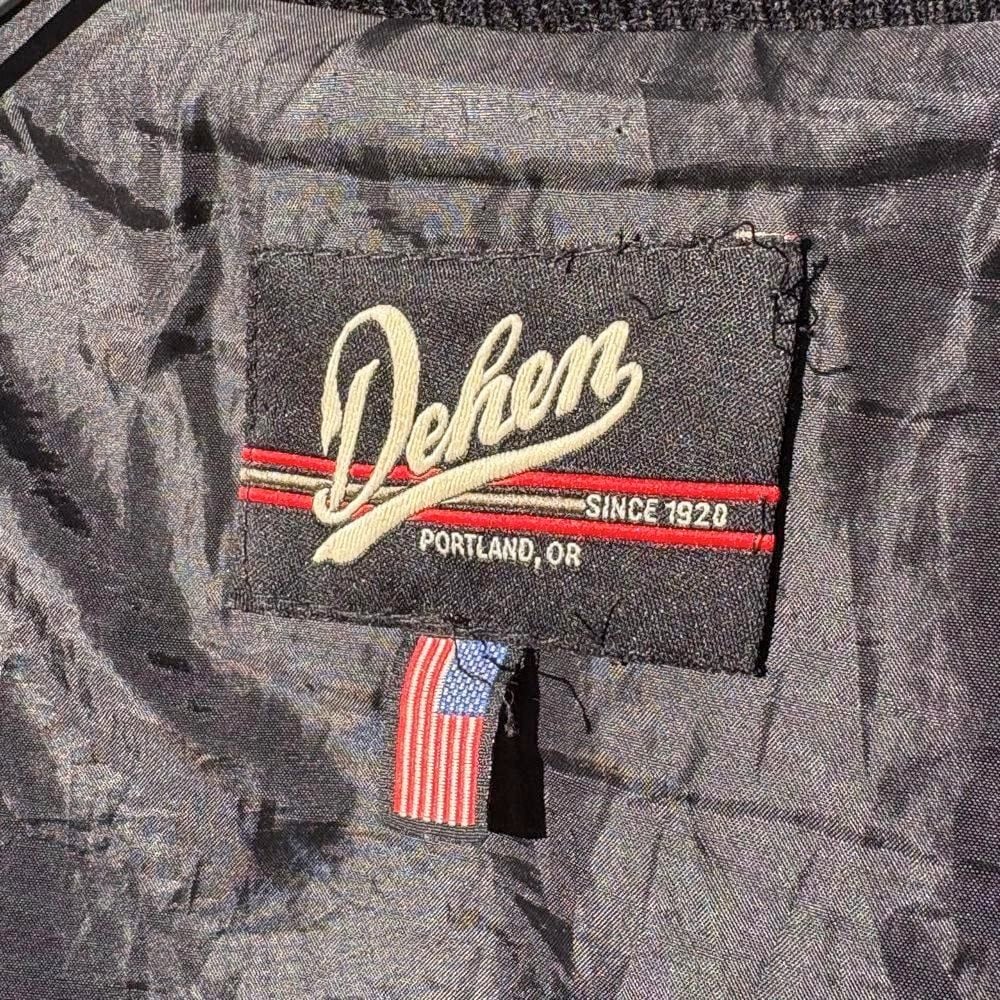 Dehen
SINCE 1920
PORTLAND, OR